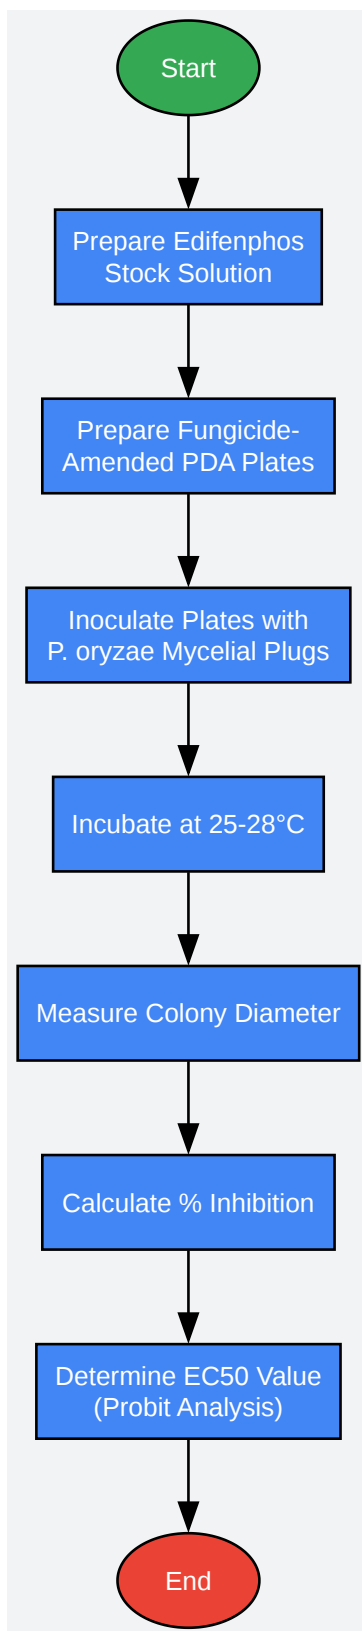 Start
Prepare Edifenphos
Stock Solution
Prepare Fungicide-
Amended PDA Plates
Inoculate Plates with
P. oryzae Mycelial Plugs
Incubate at 25-28°C
Measure Colony Diameter
Calculate % Inhibition
Determine EC50 Value
(Probit Analysis)
End